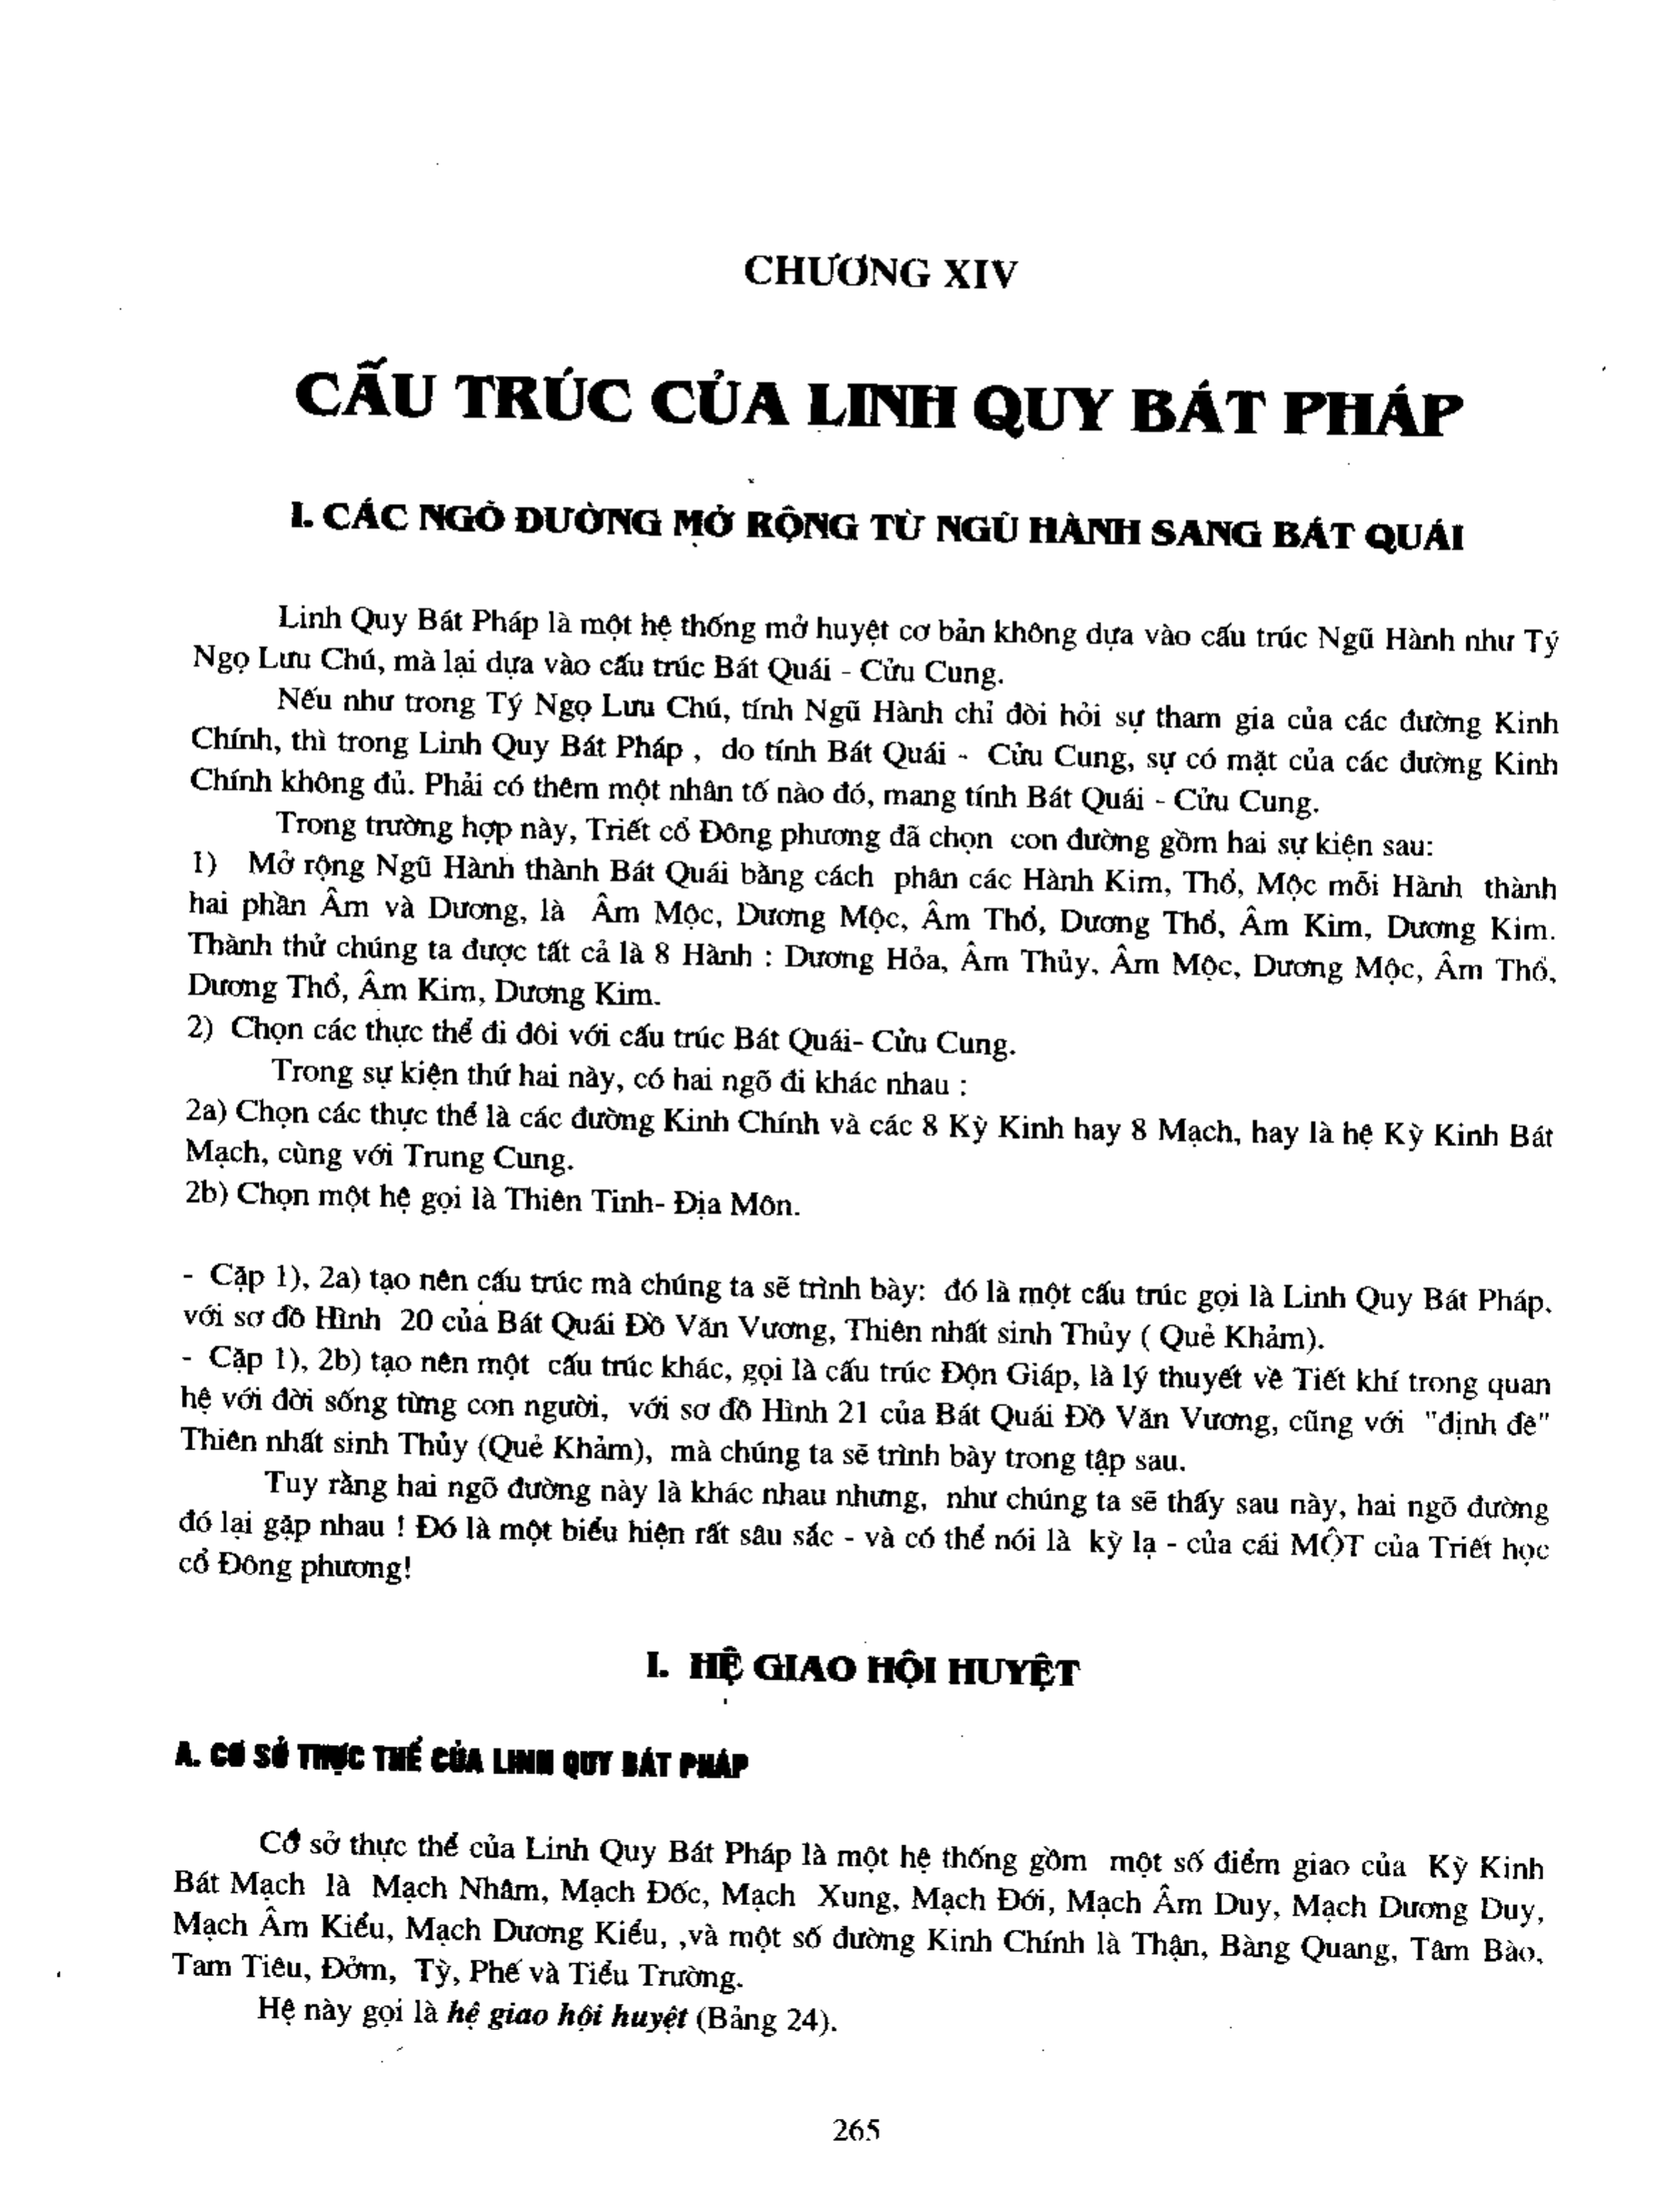 CHƯƠNG XIV
CẤU TRÚC CỦA LINH QUY BÁT PHÁP
I. CÁC NGÕ ĐƯỜNG MỞ RỘNG TỪ NGŨ HÀNH SANG BÁT QUÁI
Linh Quy Bát Pháp là một hệ thống mở huyệt cơ bản không dựa vào cấu trúc Ngũ Hành như Tý
Ngọ Lưu Chú, mà lại dựa vào cấu trúc Bát Quái - Cửu Cung.
Nếu như trong Tý Ngọ Lưu Chú, tính Ngũ Hành chỉ đòi hỏi sự tham gia của các đường Kinh
Chính, thì trong Linh Quy Bát Pháp , do tính Bát Quái - Cửu Cung, sự có mặt của các đường Kinh
Chính không đủ. Phải có thêm một nhân tố nào đó, mang tính Bát Quái - Cửu Cung.
Trong trường hợp này, Triết cổ Đông phương đã chọn con đường gồm hai sự kiện sau:
1) Mở rộng Ngũ Hành thành Bát Quái bằng cách phân các Hành Kim, Thổ, Mộc mỗi Hành thành
hai phần Âm và Dương, là Âm Mộc, Dương Mộc, Âm Thổ, Dương Thổ, Âm Kim, Dương Kim.
Thành thử chúng ta được tất cả là 8 Hành : Dương Hỏa, Âm Thủy, Âm Mộc, Dương Mộc, Âm Thổ,
Dương Thổ, Âm Kim, Dương Kim.
2) Chọn các thực thể đi đôi với cấu trúc Bát Quái- Cửu Cung.
Trong sự kiện thứ hai này, có hai ngõ đi khác nhau :
2a) Chọn các thực thể là các đường Kinh Chính và các 8 Kỳ Kinh hay 8 Mạch, hay là hệ Kỳ Kinh Bát
Mạch, cùng với Trung Cung.
2b) Chọn một hệ gọi là Thiên Tinh- Địa Môn.
- Cặp 1), 2a) tạo nên cấu trúc mà chúng ta sẽ trình bày: đó là một cấu trúc gọi là Linh Quy Bát Pháp,
với sơ đồ Hình 20 của Bát Quái Đồ Văn Vương, Thiên nhất sinh Thủy ( Quẻ Khảm).
- Cặp 1), 2b) tạo nên một cấu trúc khác, gọi là cấu trúc Độn Giáp, là lý thuyết về Tiết khí trong quan
hệ với đời sống từng con người, với sơ đồ Hình 21 của Bát Quái Đồ Văn Vương, cũng với "định đề"
Thiên nhất sinh Thủy (Quẻ Khảm), mà chúng ta sẽ trình bày trong tập sau.
Tuy rằng hai ngõ đường này là khác nhau nhưng, như chúng ta sẽ thấy sau này, hai ngõ đường
đó lại gặp nhau ! Đó là một biểu hiện rất sâu sắc - và có thể nói là kỳ lạ - của cái MỘT của Triết học
cổ Đông phương!
I. HỆ GIAO HỘI HUYỆT
A. CƠ SỞ THỰC THỂ CỦA LINH QUY BÁT PHÁP
Cơ sở thực thể của Linh Quy Bát Pháp là một hệ thống gồm một số điểm giao của Kỳ Kinh
Bát Mạch là Mạch Nhâm, Mạch Đốc, Mạch Xung, Mạch Đới, Mạch Âm Duy, Mạch Dương Duy,
Mạch Âm Kiểu, Mạch Dương Kiểu, ,và một số đường Kinh Chính là Thận, Bàng Quang, Tâm Bào,
Tam Tiêu, Đởm, Tỳ, Phế và Tiểu Trường.
Hệ này gọi là hệ giao hội huyệt (Bảng 24).
265